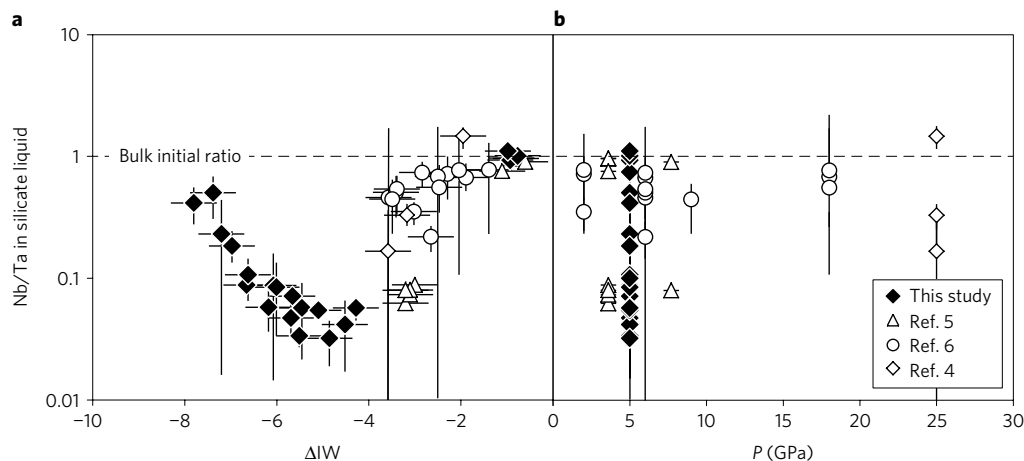 a
b
10
1
0.1
0.01
Nb/Ta in silicate liquid
Bulk initial ratio
This study
Ref. 5
Ref. 6
Ref. 4
−10 −8 −6 −4 −2 0 5 10 15 20 25 30
ΔIW
P (GPa)